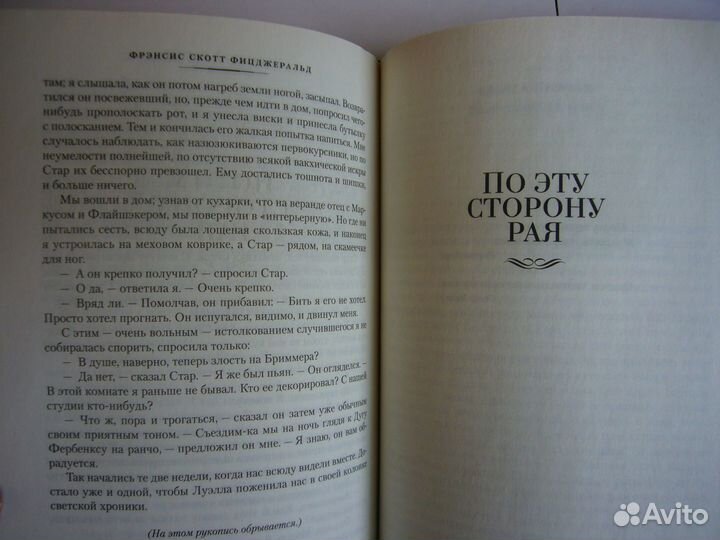 ФРЭНСИС СКОТТ ФИЦДЖЕРАЛЬД
там; я слышала, как он потом нагреб земли ногой, засыпал. Возвра-
тился он посвежевший, но, прежде чем идти в дом, попросил чего-
нибудь прополоскать рот, и я унесла виски и принесла бутылку
с полосканием. Тем и кончилась его жалкая попытка напиться. Мне
случалось наблюдать, как назюзюкиваются первокурсники, но по
неумелости полнейшей, по отсутствию всякой вакхической искры
Стар их бесспорно превзошел. Ему достались тошнота и шишки,
и больше ничего.
Мы вошли в дом; узнав от кухарки, что на веранде отец с Мар-
кусом и Флайшэкером, мы повернули в «интерьерную». Но где ни
пытались сесть, всюду была лощеная скользкая кожа, и наконец
я устроилась на меховом коврике, а Стар — рядом, на скамеечке
для ног.
— А он крепко получил? — спросил Стар.
— О да, — ответила я. — Очень крепко.
— Вряд ли. — Помолчав, он прибавил: — Бить я его не хотел.
Просто хотел прогнать. Он испугался, видимо, и двинул меня.
С этим — очень вольным — истолкованием случившегося я не
собиралась спорить, спросила только:
— В душе, наверно, теперь злость на Бриммера?
— Да нет, — сказал Стар. — Я же был пьян. — Он огляделся. —
В этой комнате я раньше не бывал. Кто ее декорировал? С нашей
студии кто-нибудь?
— Что ж, пора и трогаться, — сказал он затем уже обычным
своим приятным тоном. — Съездим-ка мы на ночь глядя к Дугу
Фербенксу на ранчо, — предложил он мне. — Я знаю, он вам об-
радуется.
Так начались те две недели, когда нас всюду видели вместе. До-
стало уже и одной, чтобы Луэлла поженила нас в своей колонке
светской хроники.
(На этом рукопись обрывается.)
ПО ЭТУ
СТОРОНУ
РАЯ
Avito